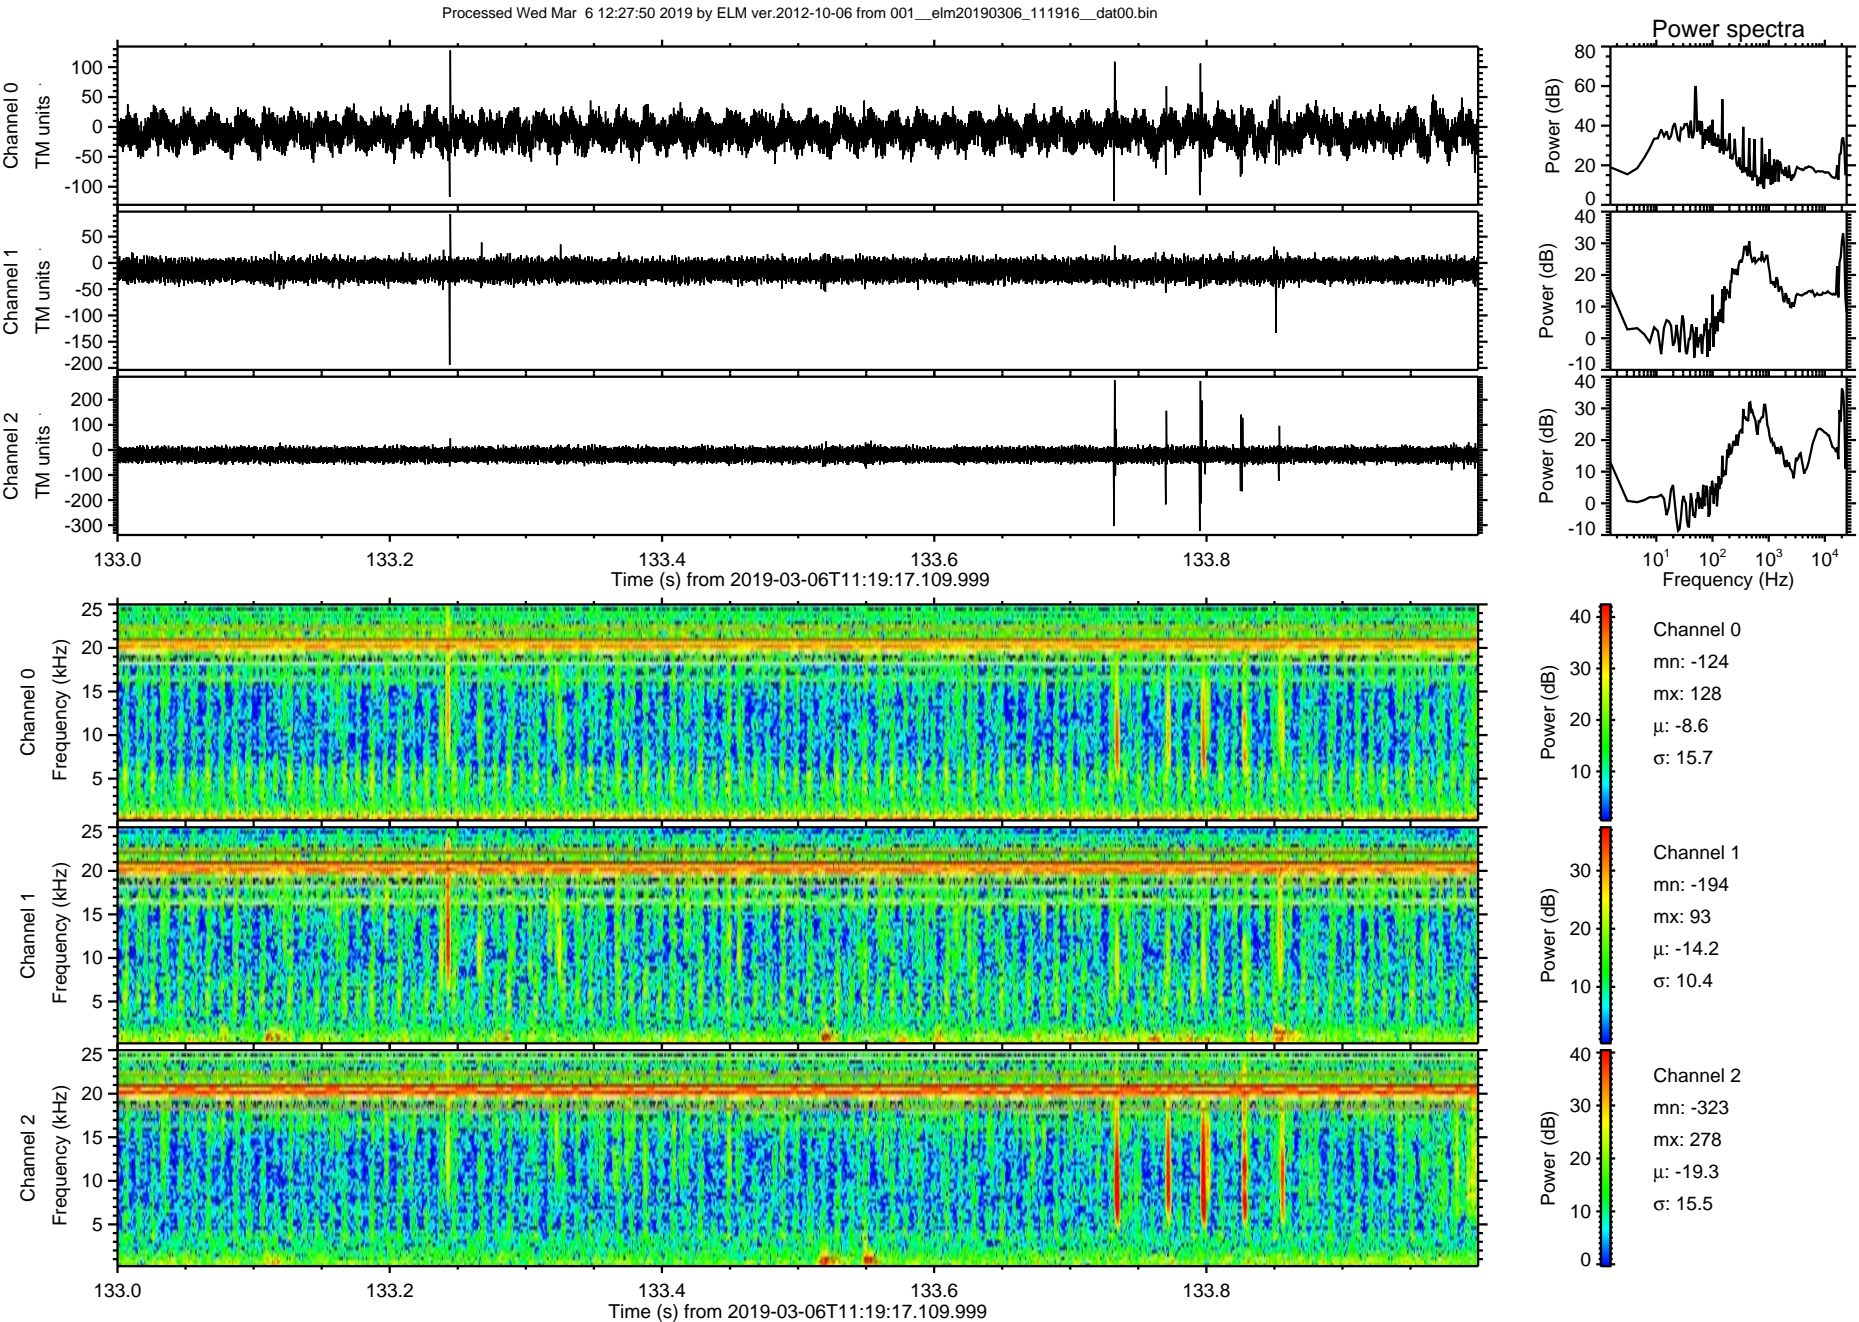 Processed Wed Mar  6 12:27:50 2019 by ELM ver.2012-10-06 from 001__elm20190306_111916__dat00.bin
Power spectra
Channel 0
TM units
100
50
0
-50
-100
Power (dB)
80
60
40
20
0
Channel 1
TM units
50
0
-50
-100
-150
-200
Power (dB)
40
30
20
10
0
-10
Channel 2
TM units
200
100
0
-100
-200
-300
Power (dB)
40
30
20
10
0
-10
133.0 133.2 133.4 133.6 133.8
Time (s) from 2019-03-06T11:19:17.109.999
10¹ 10² 10³ 10⁴
Frequency (Hz)
Channel 0
Frequency (kHz)
25
20
15
10
5
Power (dB)
40
30
20
10
Channel 0
mn: -124
mx: 128
μ: -8.6
σ: 15.7
Channel 1
Frequency (kHz)
25
20
15
10
5
Power (dB)
30
20
10
Channel 1
mn: -194
mx: 93
μ: -14.2
σ: 10.4
Channel 2
Frequency (kHz)
25
20
15
10
5
Power (dB)
40
30
20
10
0
Channel 2
mn: -323
mx: 278
μ: -19.3
σ: 15.5
133.0 133.2 133.4 133.6 133.8
Time (s) from 2019-03-06T11:19:17.109.999